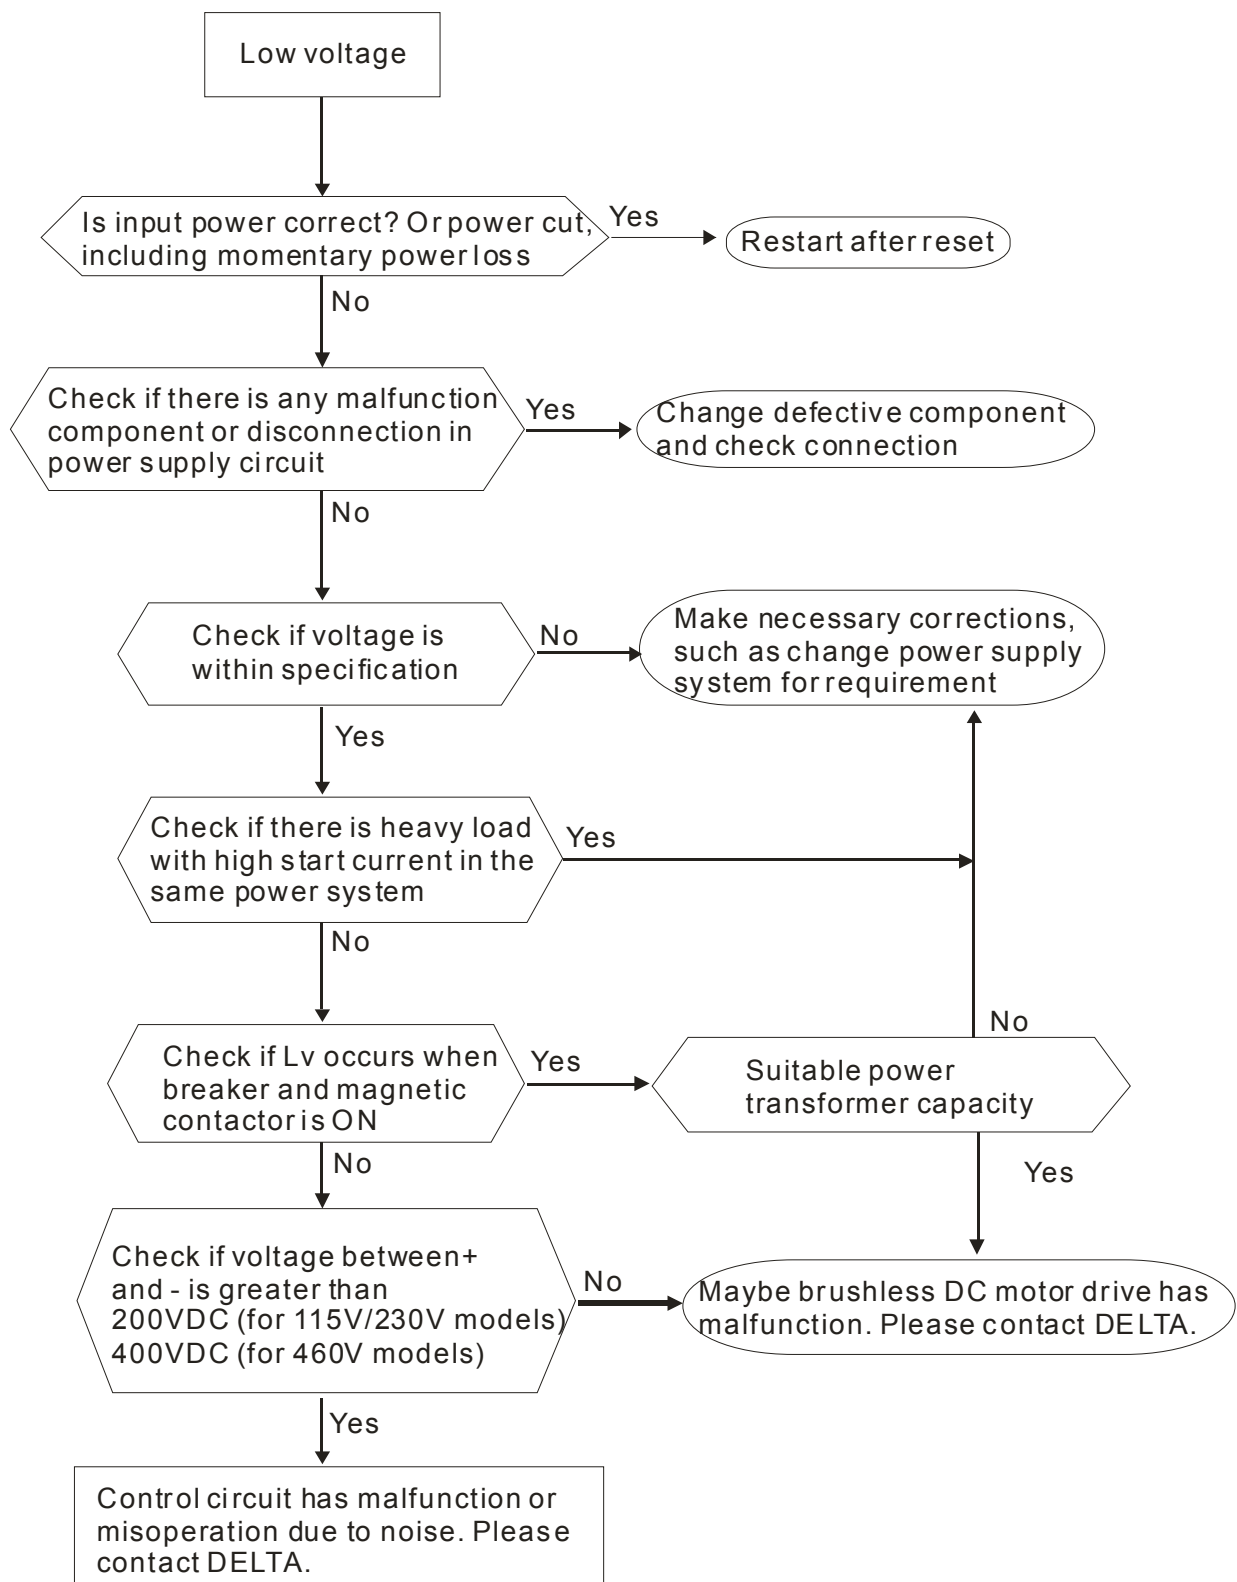 Low voltage
Is input power correct? Or power cut,
including momentary power loss
Yes
Restart after reset
No
Check if there is any malfunction
component or disconnection in
power supply circuit
Yes
Change defective component
and check connection
No
Check if voltage is
within specification
No
Make necessary corrections,
such as change power supply
system for requirement
Yes
Check if there is heavy load
with high start current in the
same power system
Yes
No
Check if Lv occurs when
breaker and magnetic
contactor is ON
Yes
Suitable power
transformer capacity
No
Yes
No
Check if voltage between +
and - is greater than
200VDC (for 115V/230V models)
400VDC (for 460V models)
No
Maybe brushless DC motor drive has
malfunction. Please contact DELTA.
Yes
Control circuit has malfunction or
misoperation due to noise. Please
contact DELTA.